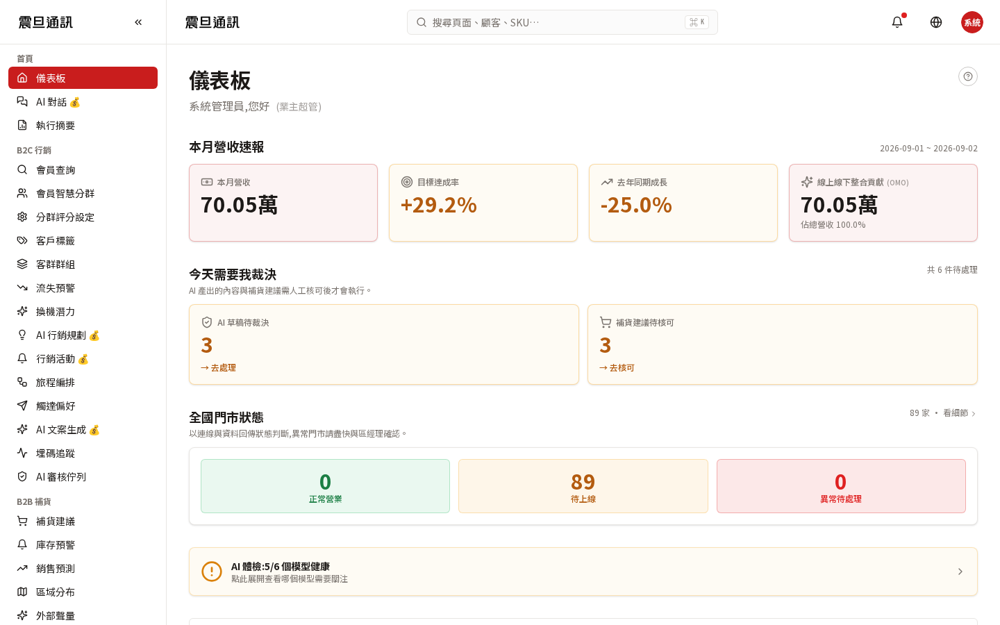 震旦通訊
震旦通訊
搜尋頁面、顧客、SKU…
⌘ K
系統
首頁
儀表板
AI 對話 💰
執行摘要
B2C 行銷
會員查詢
會員智慧分群
分群評分設定
客戶標籤
客群群組
流失預警
換機潛力
AI 行銷規劃 💰
行銷活動 💰
旅程編排
觸達偏好
AI 文案生成 💰
埋碼追蹤
AI 審核佇列
B2B 補貨
補貨建議
庫存預警
銷售預測
區域分布
外部聲量
儀表板
系統管理員,您好 (業主超管)
本月營收速報
2026-09-01 ~ 2026-09-02
本月營收
70.05萬
目標達成率
+29.2%
去年同期成長
-25.0%
線上線下整合貢獻 (OMO)
70.05萬
佔總營收 100.0%
今天需要我裁決
共 6 件待處理
AI 產出的內容與補貨建議需人工核可後才會執行。
AI 草稿待裁決
3
→ 去處理
補貨建議待核可
3
→ 去核可
全國門市狀態
89 家 • 看細節
以連線與資料回傳狀態判斷,異常門市請盡快與區經理確認。
0
正常營業
89
待上線
0
異常待處理
AI 體檢:5/6 個模型健康
點此展開查看哪個模型需要關注